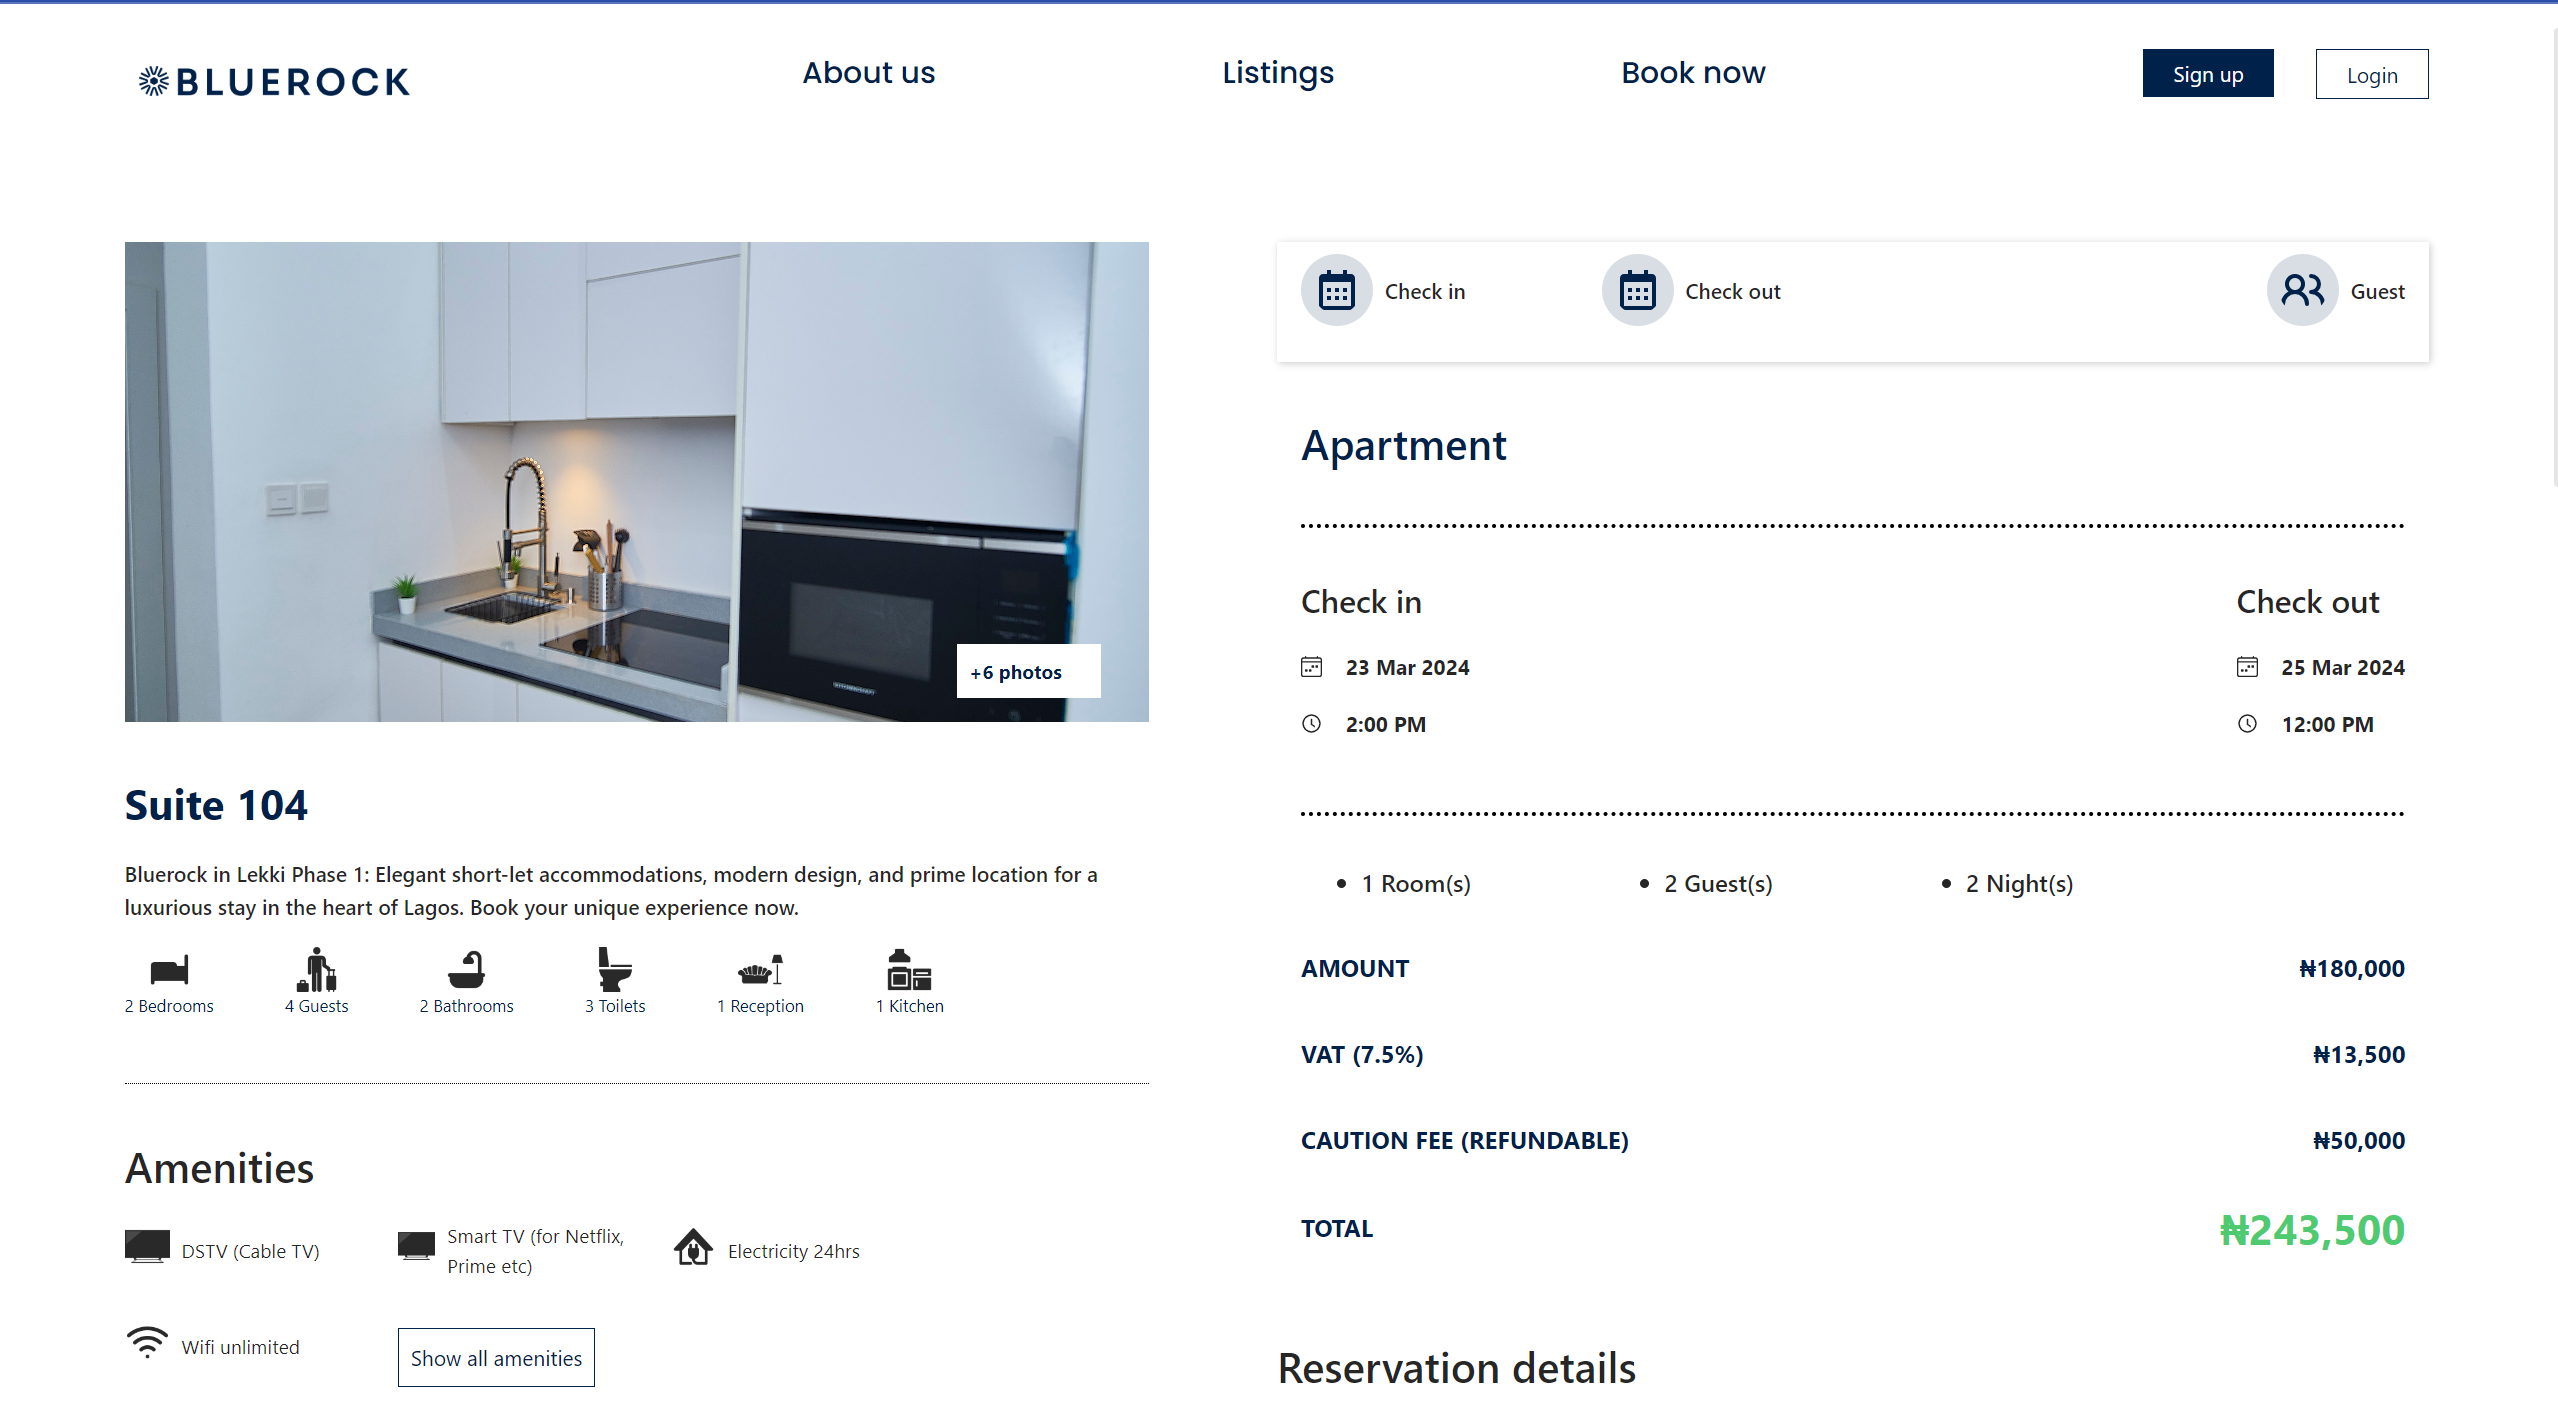 BLUEROCK
About us
Listings
Book now
Sign up
Login
+6 photos
Suite 104
Bluerock in Lekki Phase 1: Elegant short-let accommodations, modern design, and prime location for a
luxurious stay in the heart of Lagos. Book your unique experience now.
2 Bedrooms
4 Guests
2 Bathrooms
3 Toilets
1 Reception
1 Kitchen
Amenities
DSTV (Cable TV)
Smart TV (for Netflix,
Prime etc)
Electricity 24hrs
Wifi unlimited
Show all amenities
Check in
Check out
Guest
Apartment
Check in
Check out
23 Mar 2024
25 Mar 2024
2:00 PM
12:00 PM
• 1 Room(s)
• 2 Guest(s)
• 2 Night(s)
AMOUNT
₦180,000
VAT (7.5%)
₦13,500
CAUTION FEE (REFUNDABLE)
₦50,000
TOTAL
₦243,500
Reservation details